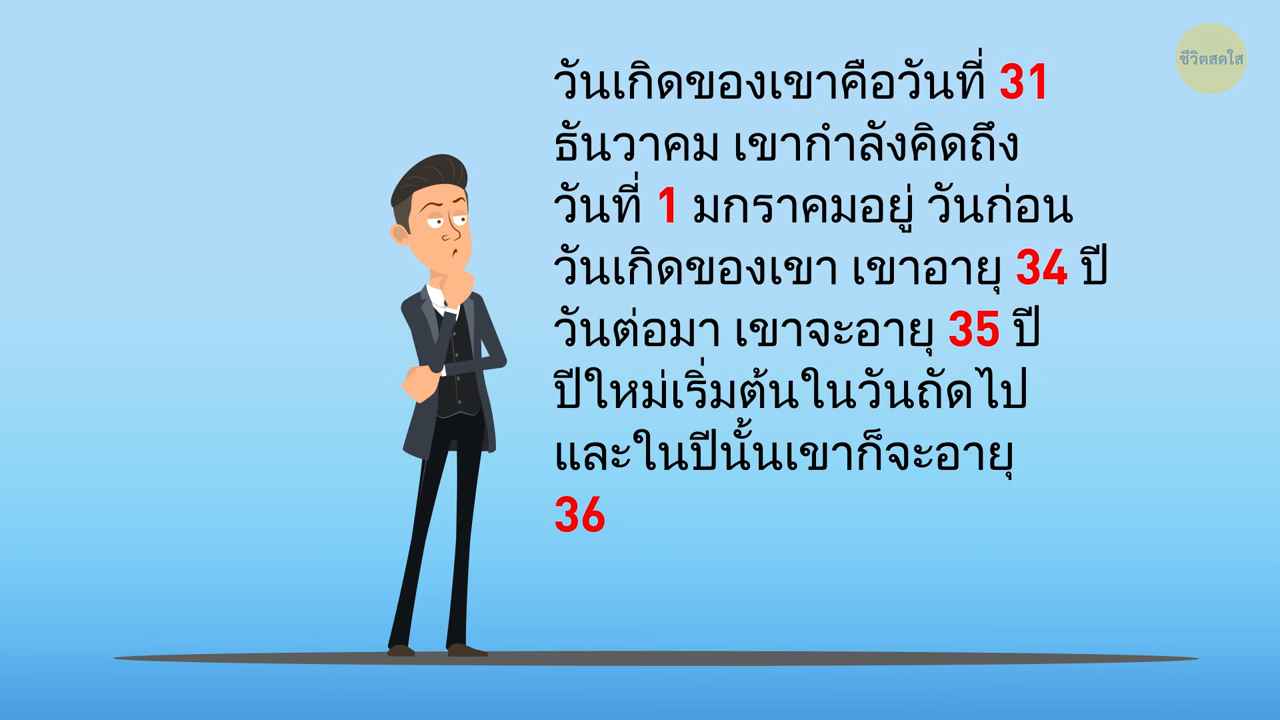 วันเกิดของเขาคือวันที่ 31
ธันวาคม เขากำลังคิดถึง
วันที่ 1 มกราคมอยู่ วันก่อน
วันเกิดของเขา เขาอายุ 34 ปี
วันต่อมา เขาจะอายุ 35 ปี
ปีใหม่เริ่มต้นในวันถัดไป
และในปีนั้นเขาก็จะอายุ
36
ชีวิตสดใส